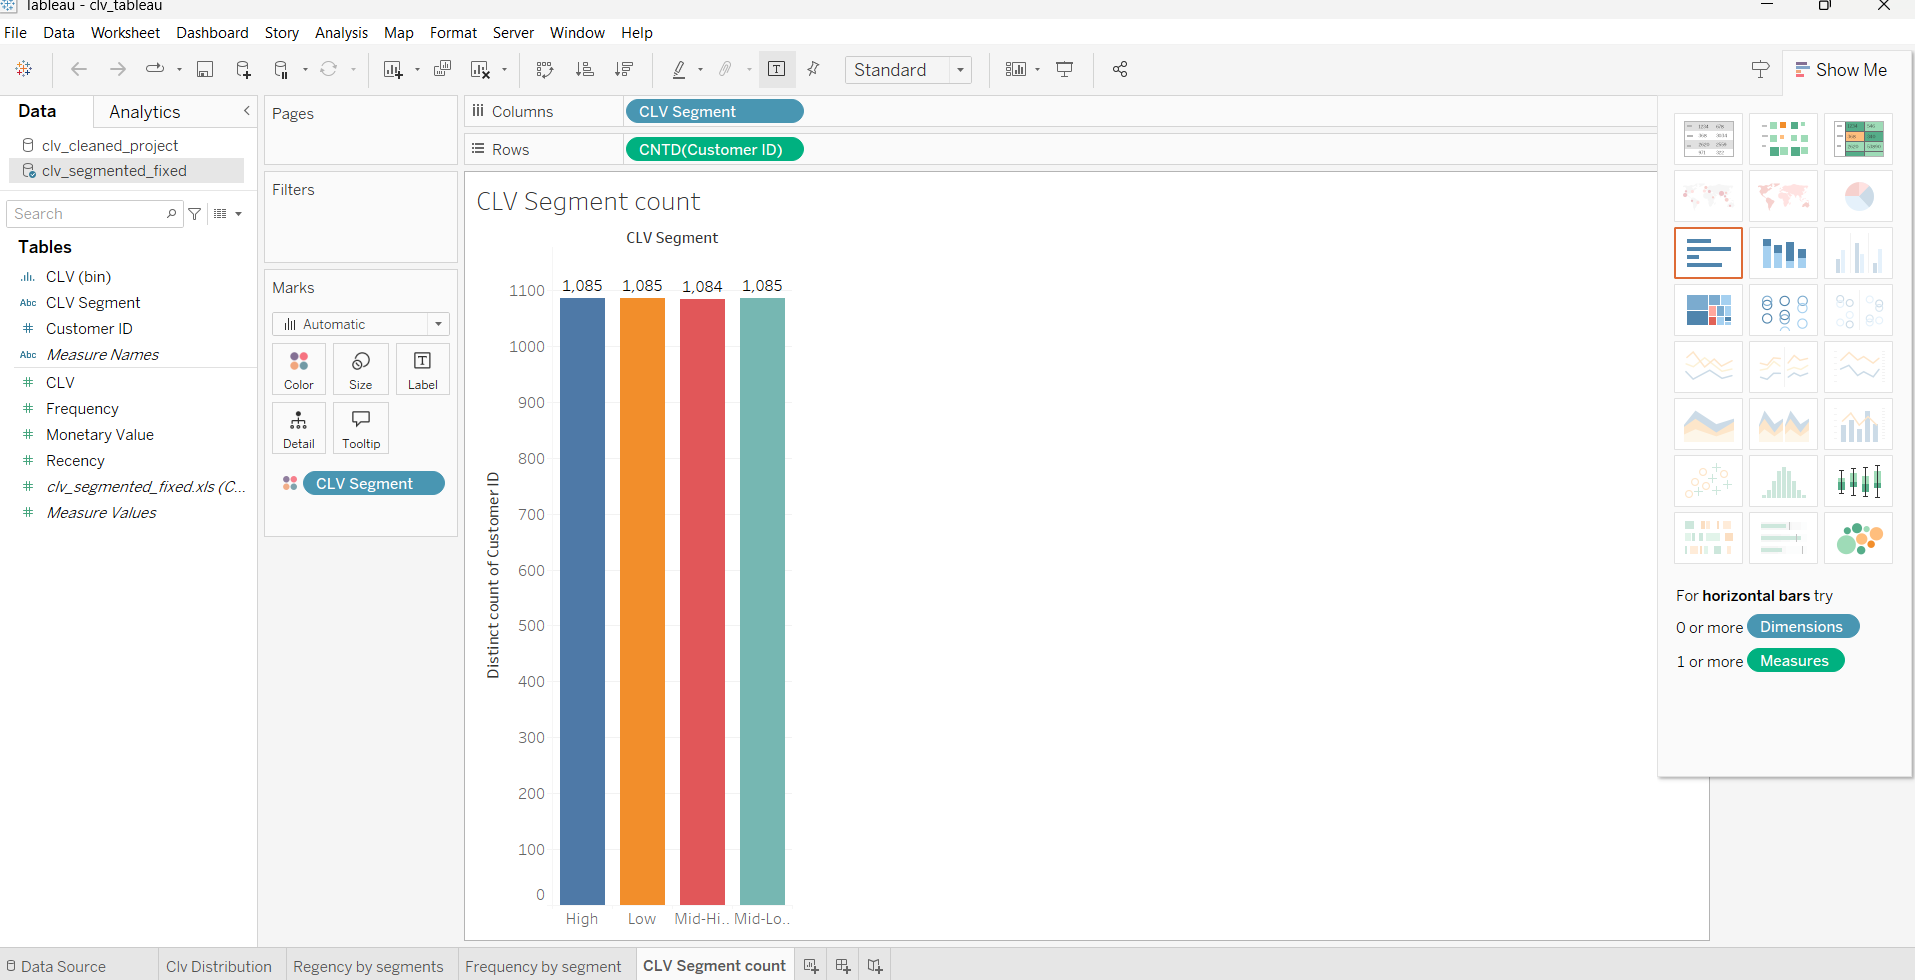 Tableau - clv_tableau
File Data Worksheet Dashboard Story Analysis Map Format Server Window Help
Standard
Show Me
Data Analytics
clv_cleaned_project
clv_segmented_fixed
Search
Tables
CLV (bin)
Abc CLV Segment
# Customer ID
Abc Measure Names
# CLV
# Frequency
# Monetary Value
# Recency
# clv_segmented_fixed.xls (C...
# Measure Values
Pages
Filters
Marks
Automatic
Color Size Label
Detail Tooltip
CLV Segment
Columns CLV Segment
Rows CNTD(Customer ID)
CLV Segment count
CLV Segment
1,085 1,085 1,084 1,085
1100
1000
900
800
700
600
500
400
300
200
100
0
Distinct count of Customer ID
High Low Mid-Hi.. Mid-Lo..
For horizontal bars try
0 or more Dimensions
1 or more Measures
Data Source Clv Distribution Regency by segments Frequency by segment CLV Segment count